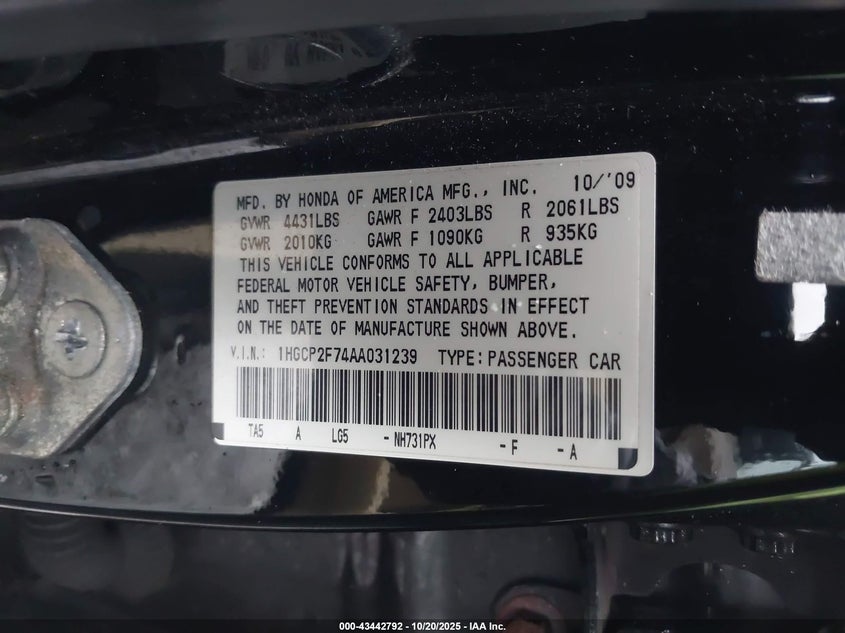 MFD. BY HONDA OF AMERICA MFG., INC. 10/'09
GVWR 4431LBS GAWR F 2403LBS R 2061LBS
GVWR 2010KG GAWR F 1090KG R 935KG
THIS VEHICLE CONFORMS TO ALL APPLICABLE
FEDERAL MOTOR VEHICLE SAFETY, BUMPER,
AND THEFT PREVENTION STANDARDS IN EFFECT
ON THE DATE OF MANUFACTURE SHOWN ABOVE.
V.I.N.: 1HGCP2F74AA031239 TYPE: PASSENGER CAR
TA5 A LG5 - NH731PX - F - A
000-43442792 - 10/20/2025 - IAA Inc.